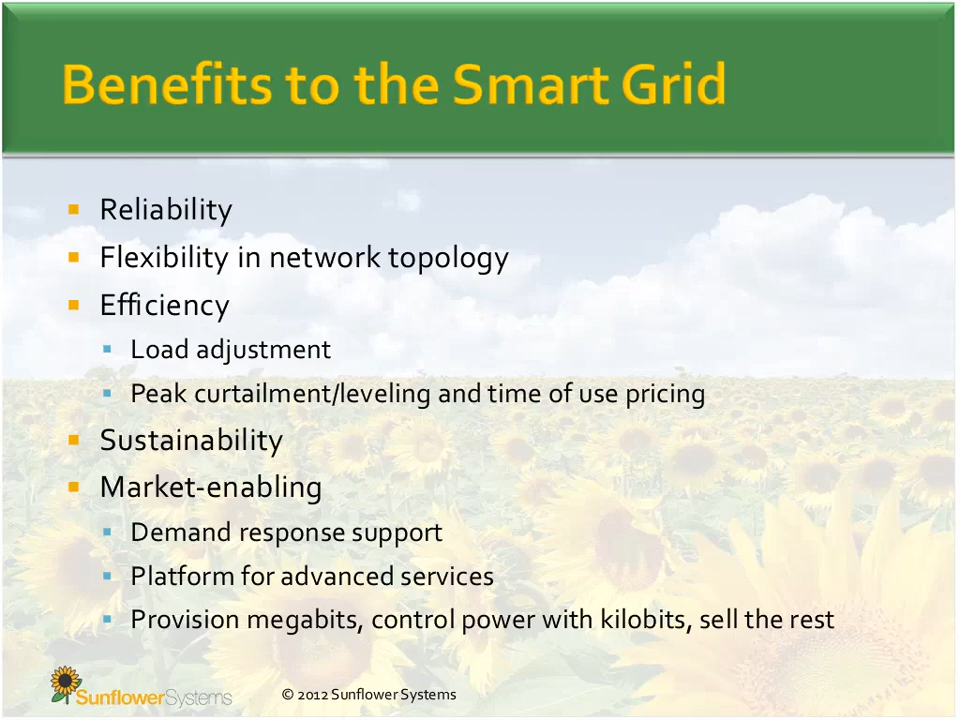 Benefits to the Smart Grid
Reliability
Flexibility in network topology
Efficiency
Load adjustment
Peak curtailment/leveling and time of use pricing
Sustainability
Market-enabling
Demand response support
Platform for advanced services
Provision megabits, control power with kilobits, sell the rest
SunflowerSystems
© 2012 Sunflower Systems